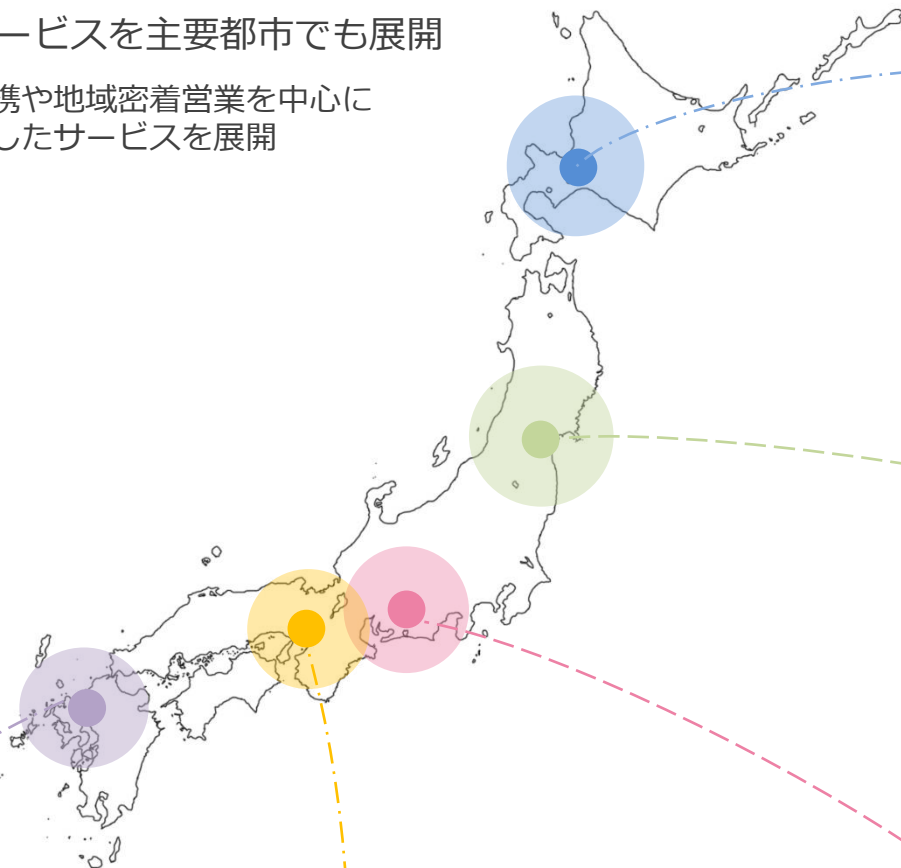 ービスを主要都市でも展開
携や地域密着営業を中心に
したサービスを展開